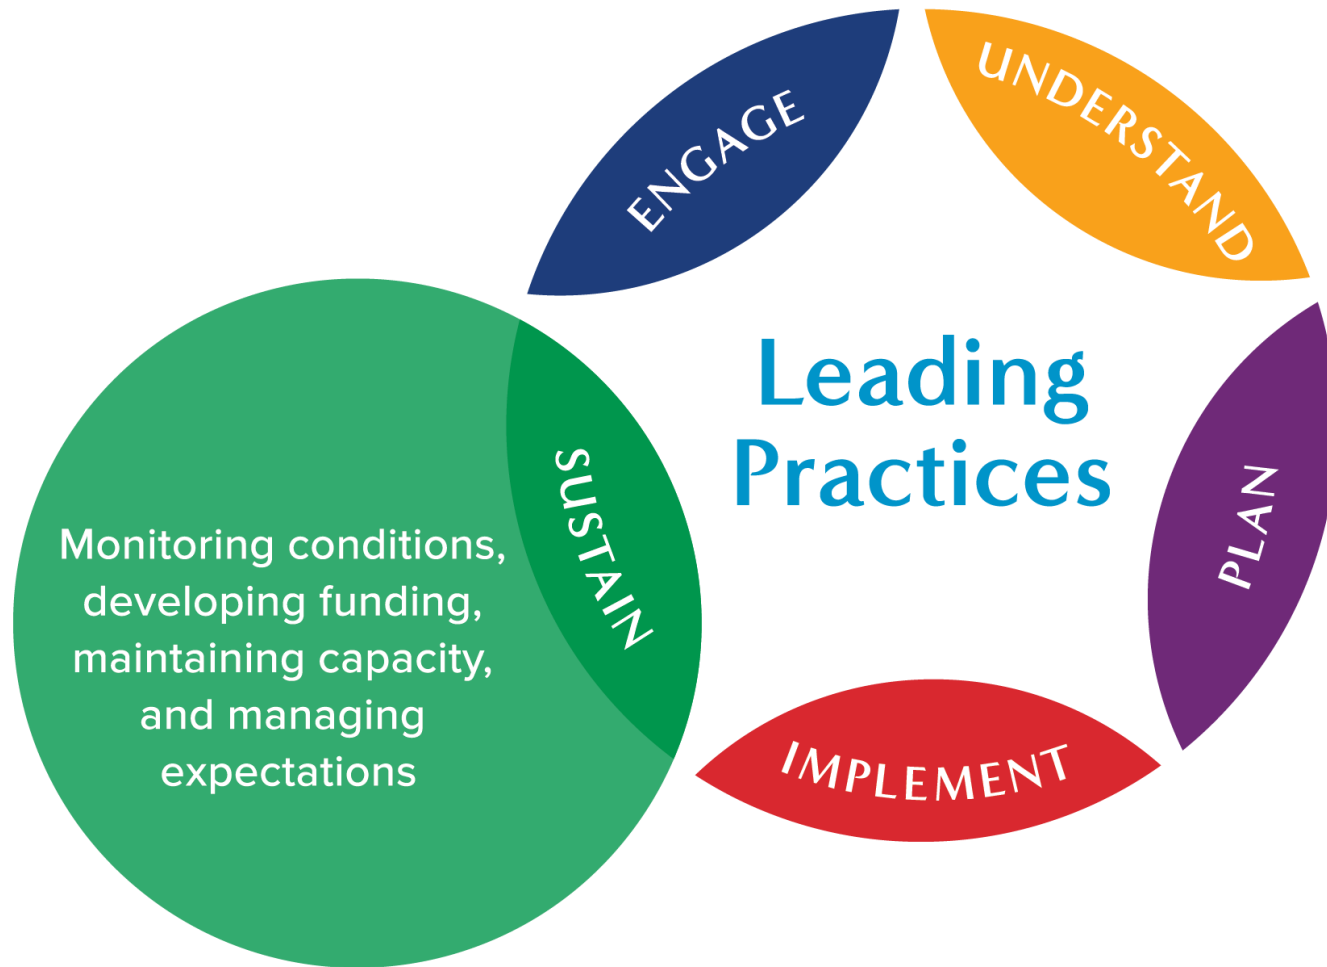 ENGAGE
UNDERSTAND
Leading
Practices
PLAN
IMPLEMENT
SUSTAIN
Monitoring conditions,
developing funding,
maintaining capacity,
and managing
expectations